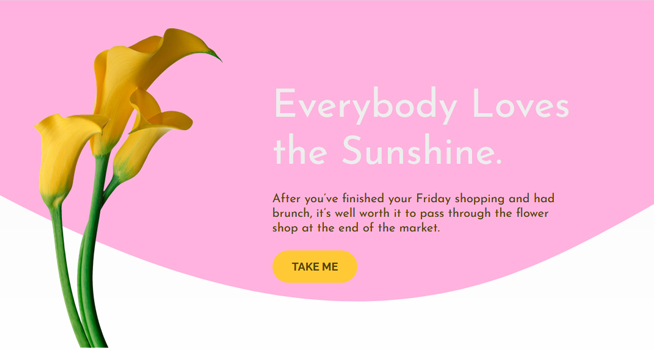 Everybody Loves
the Sunshine.
After you've finished your Friday shopping and had
brunch, it's well worth it to pass through the flower
shop at the end of the market.
TAKE ME